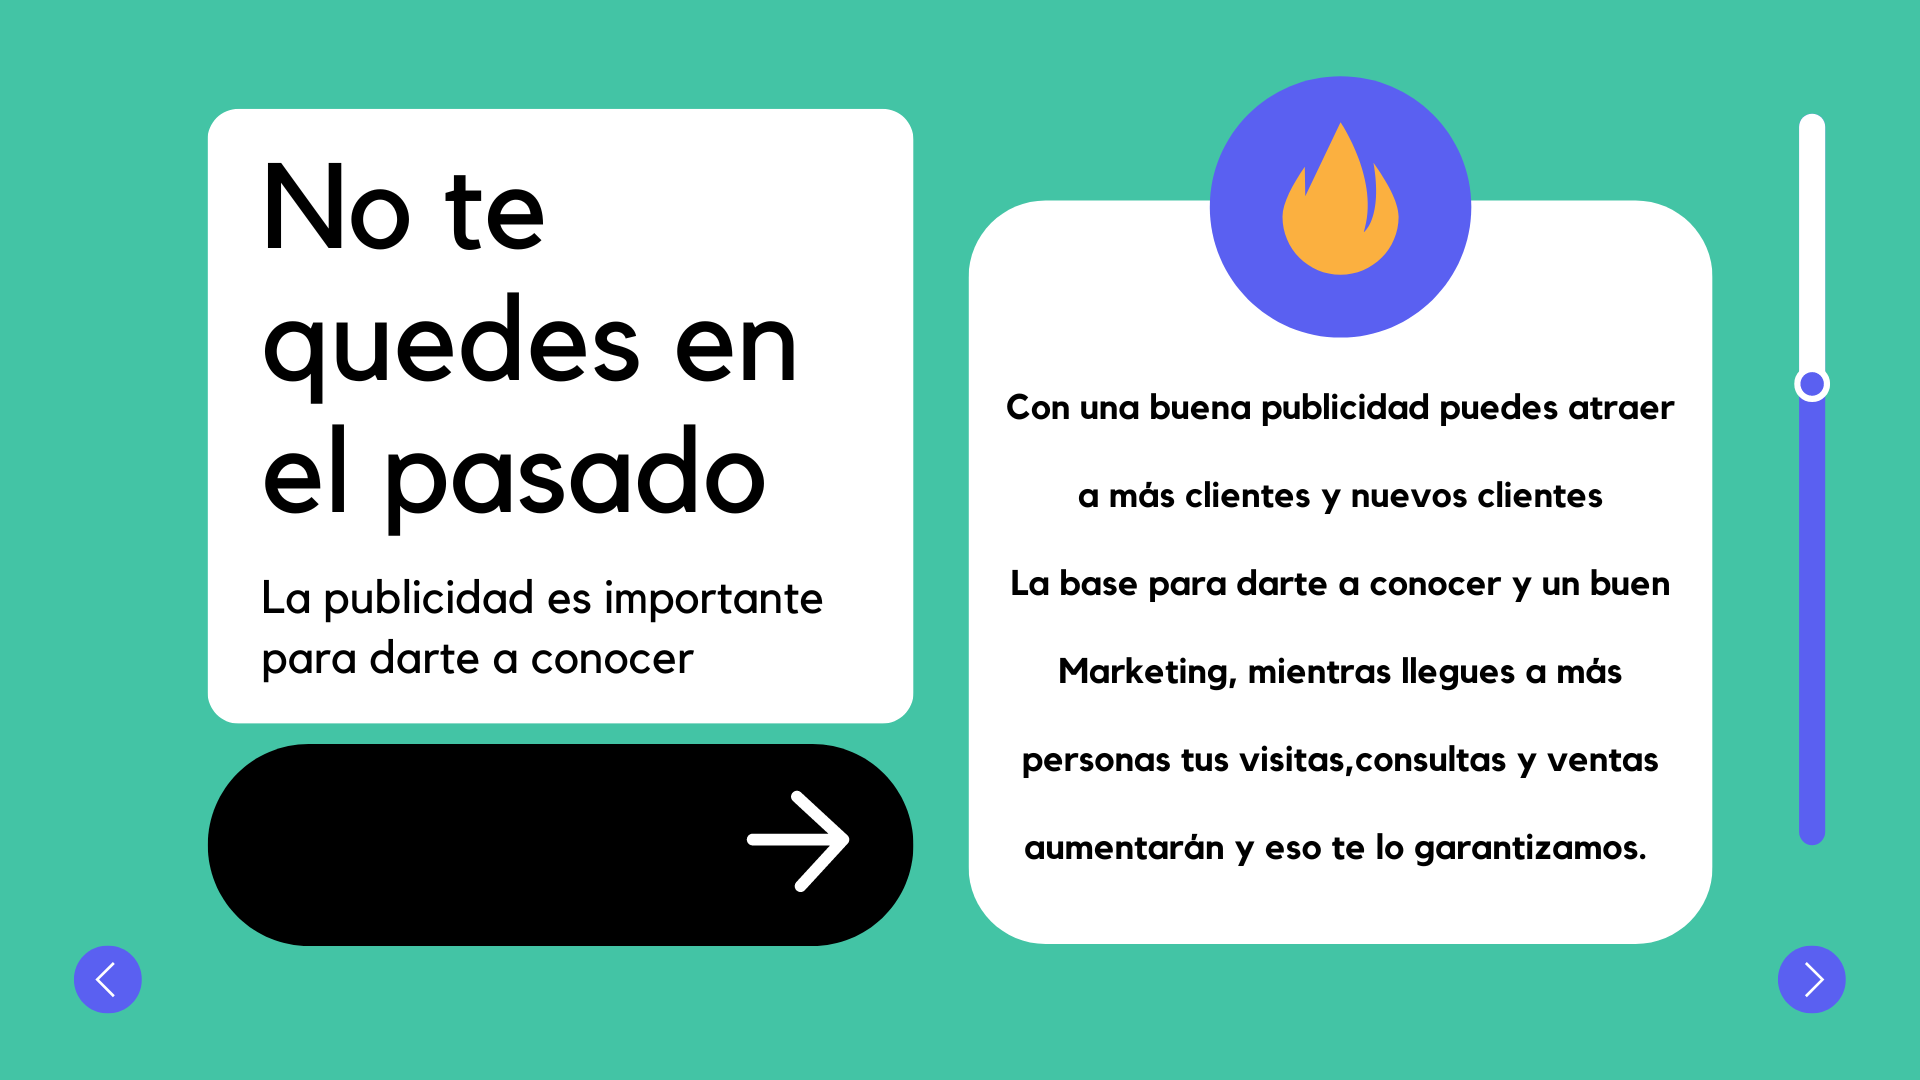 No te
quedes en
el pasado
La publicidad es importante
para darte a conocer
Con una buena publicidad puedes atraer
a más clientes y nuevos clientes
La base para darte a conocer y un buen
Marketing, mientras llegues a más
personas tus visitas,consultas y ventas
aumentarán y eso te lo garantizamos.